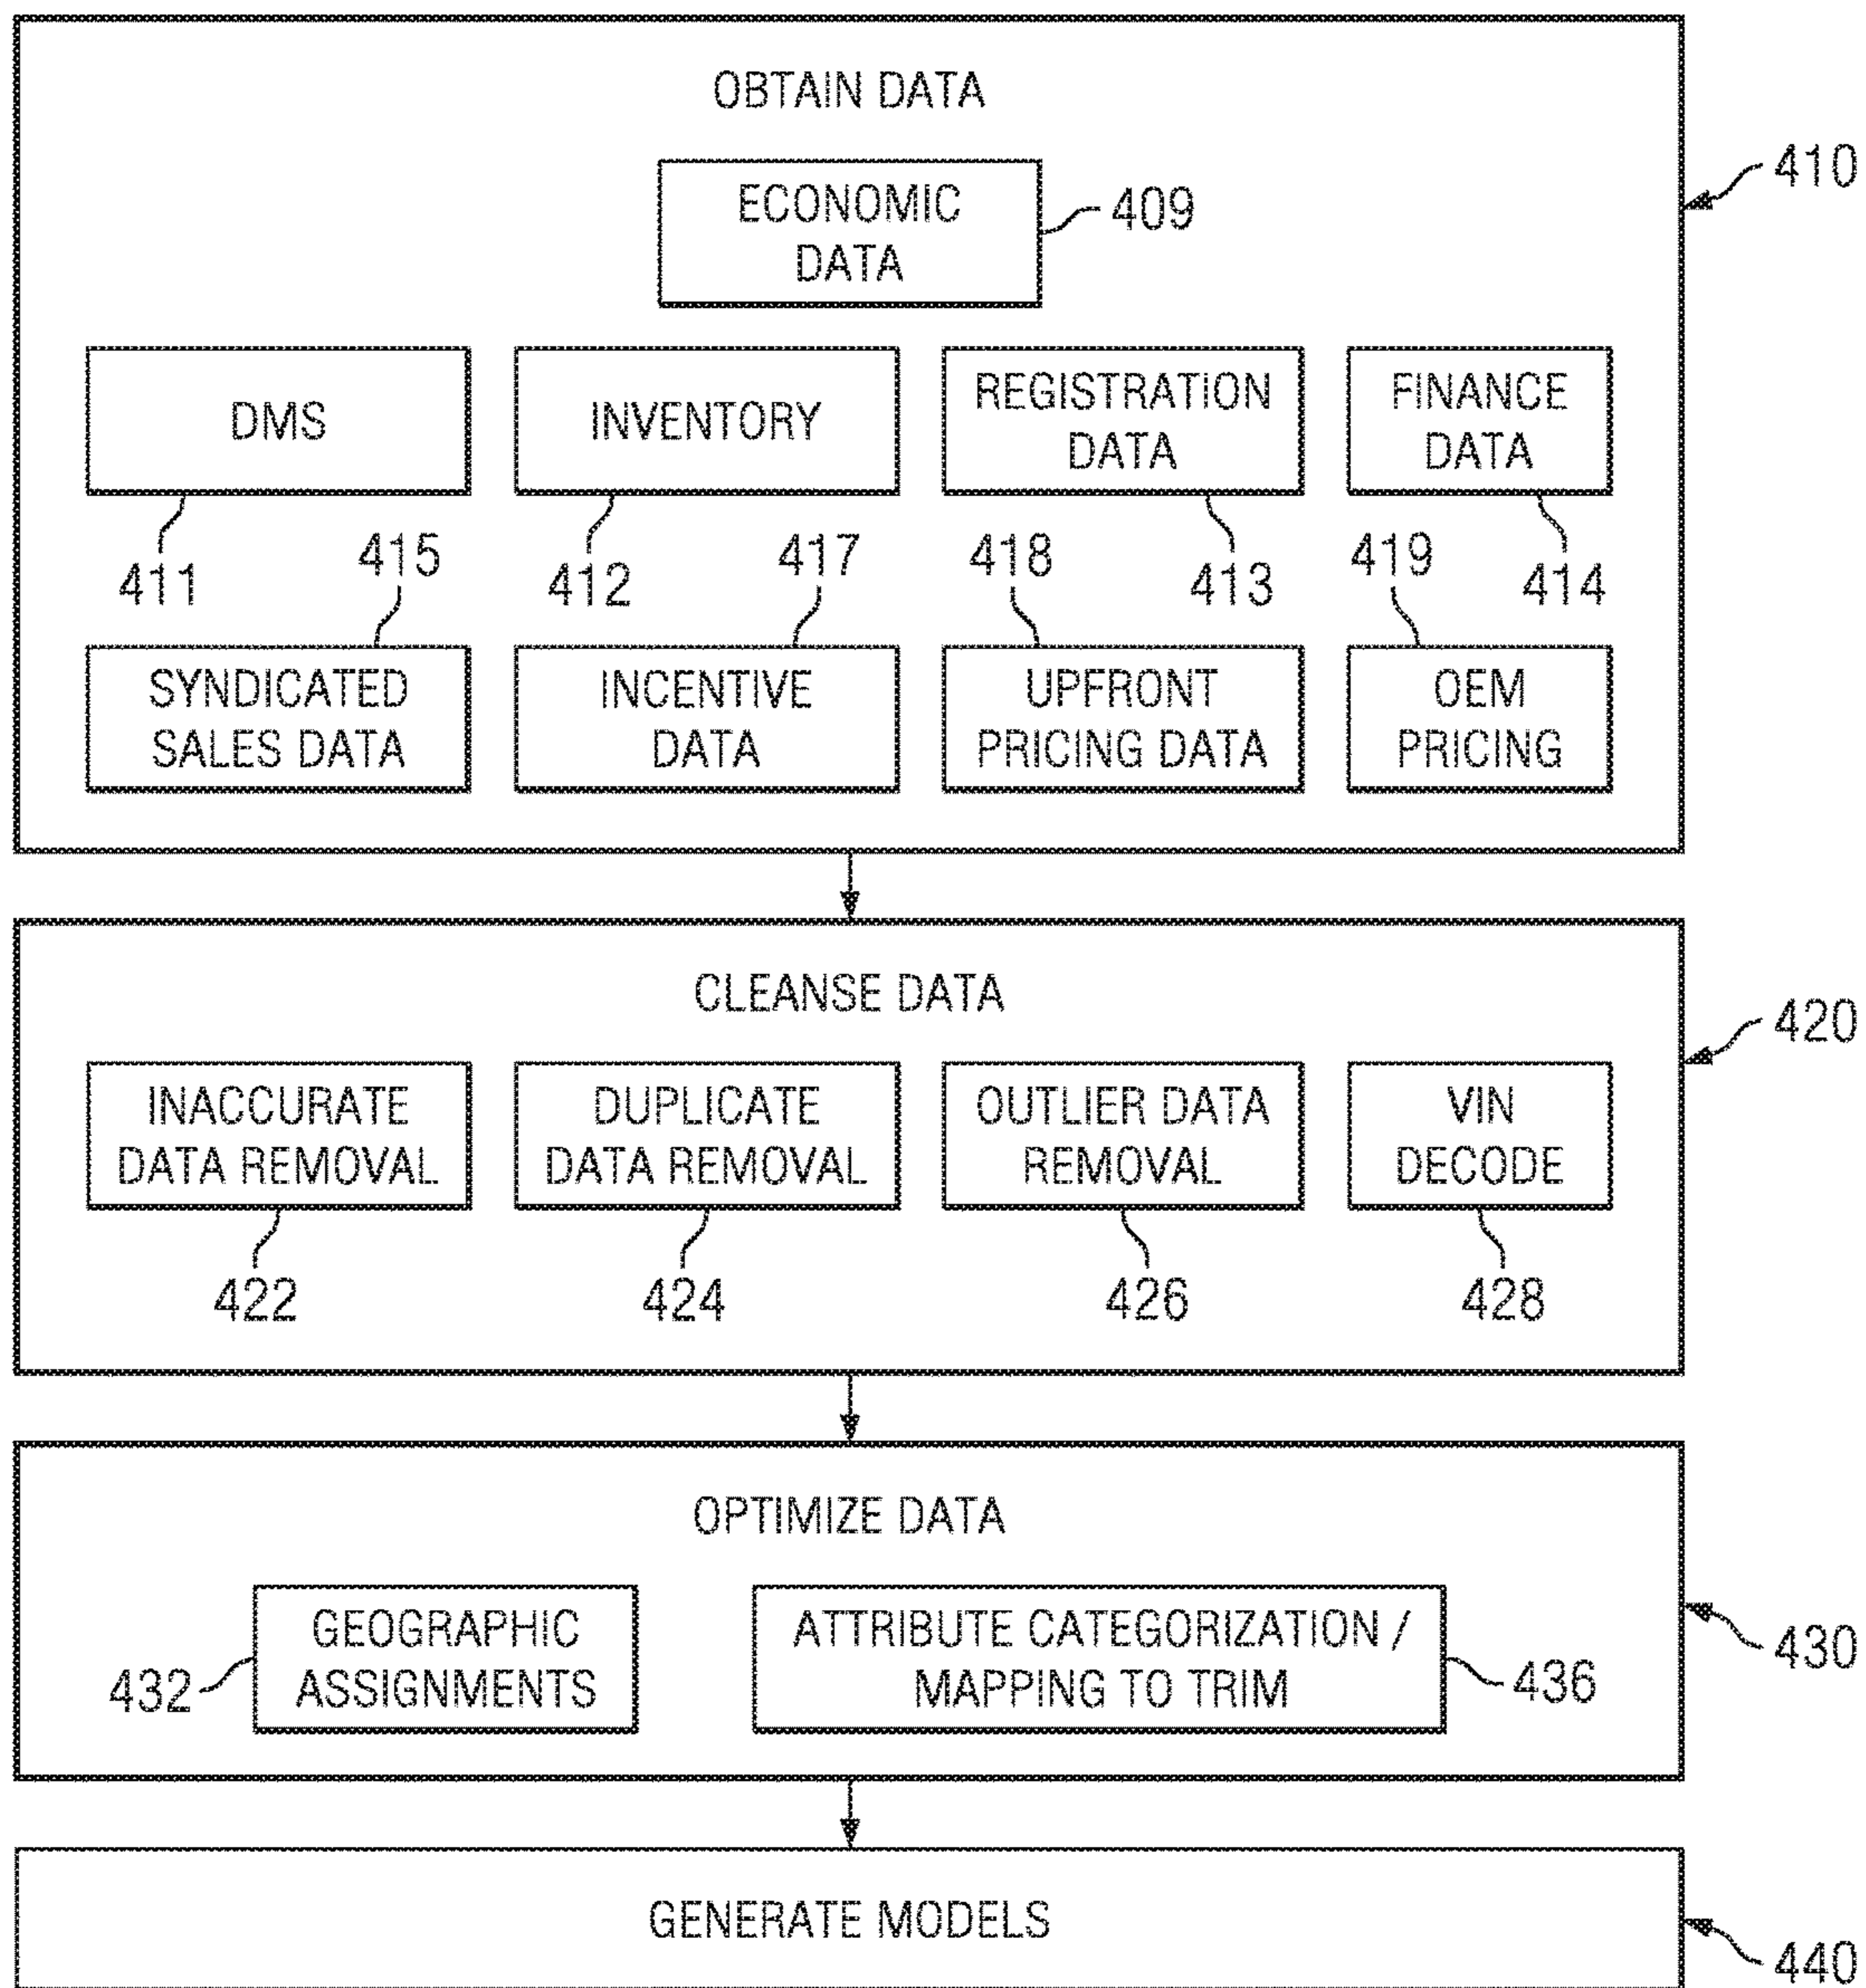 OBTAIN DATA
410
ECONOMIC
DATA
409
DMS
INVENTORY
REGISTRATION
DATA
FINANCE
DATA
411
415
412
417
418
413
419
414
SYNDICATED
SALES DATA
INCENTIVE
DATA
UPFRONT
PRICING DATA
OEM
PRICING
CLEANSE DATA
420
INACCURATE
DATA REMOVAL
DUPLICATE
DATA REMOVAL
OUTLIER DATA
REMOVAL
VIN
DECODE
422
424
426
428
OPTIMIZE DATA
430
432
GEOGRAPHIC
ASSIGNMENTS
ATTRIBUTE CATEGORIZATION /
MAPPING TO TRIM
436
GENERATE MODELS
440